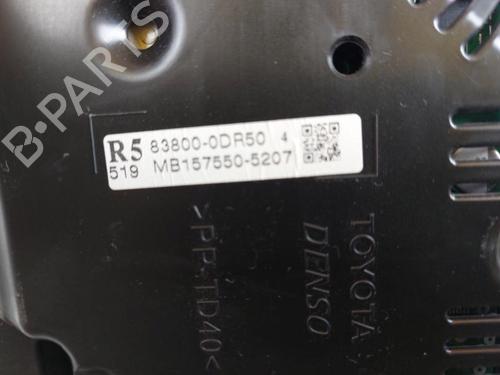 B-PARTS
R5 83800-0DR50 4
519 MB157550-5207
>PP-TD40<
DENSO
TOYOTA